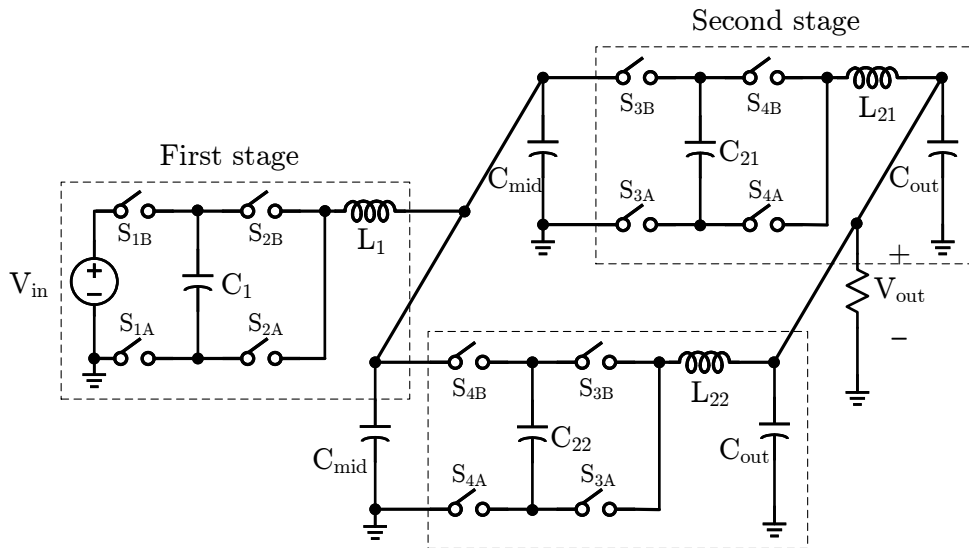 Second stage
S3B
S4B
L21
C21
Cmid
Cout
S3A
S4A
First stage
S1B
S2B
L1
Vin
+
−
C1
S1A
S2A
+
Vout
−
S4B
S3B
L22
C22
Cmid
Cout
S4A
S3A